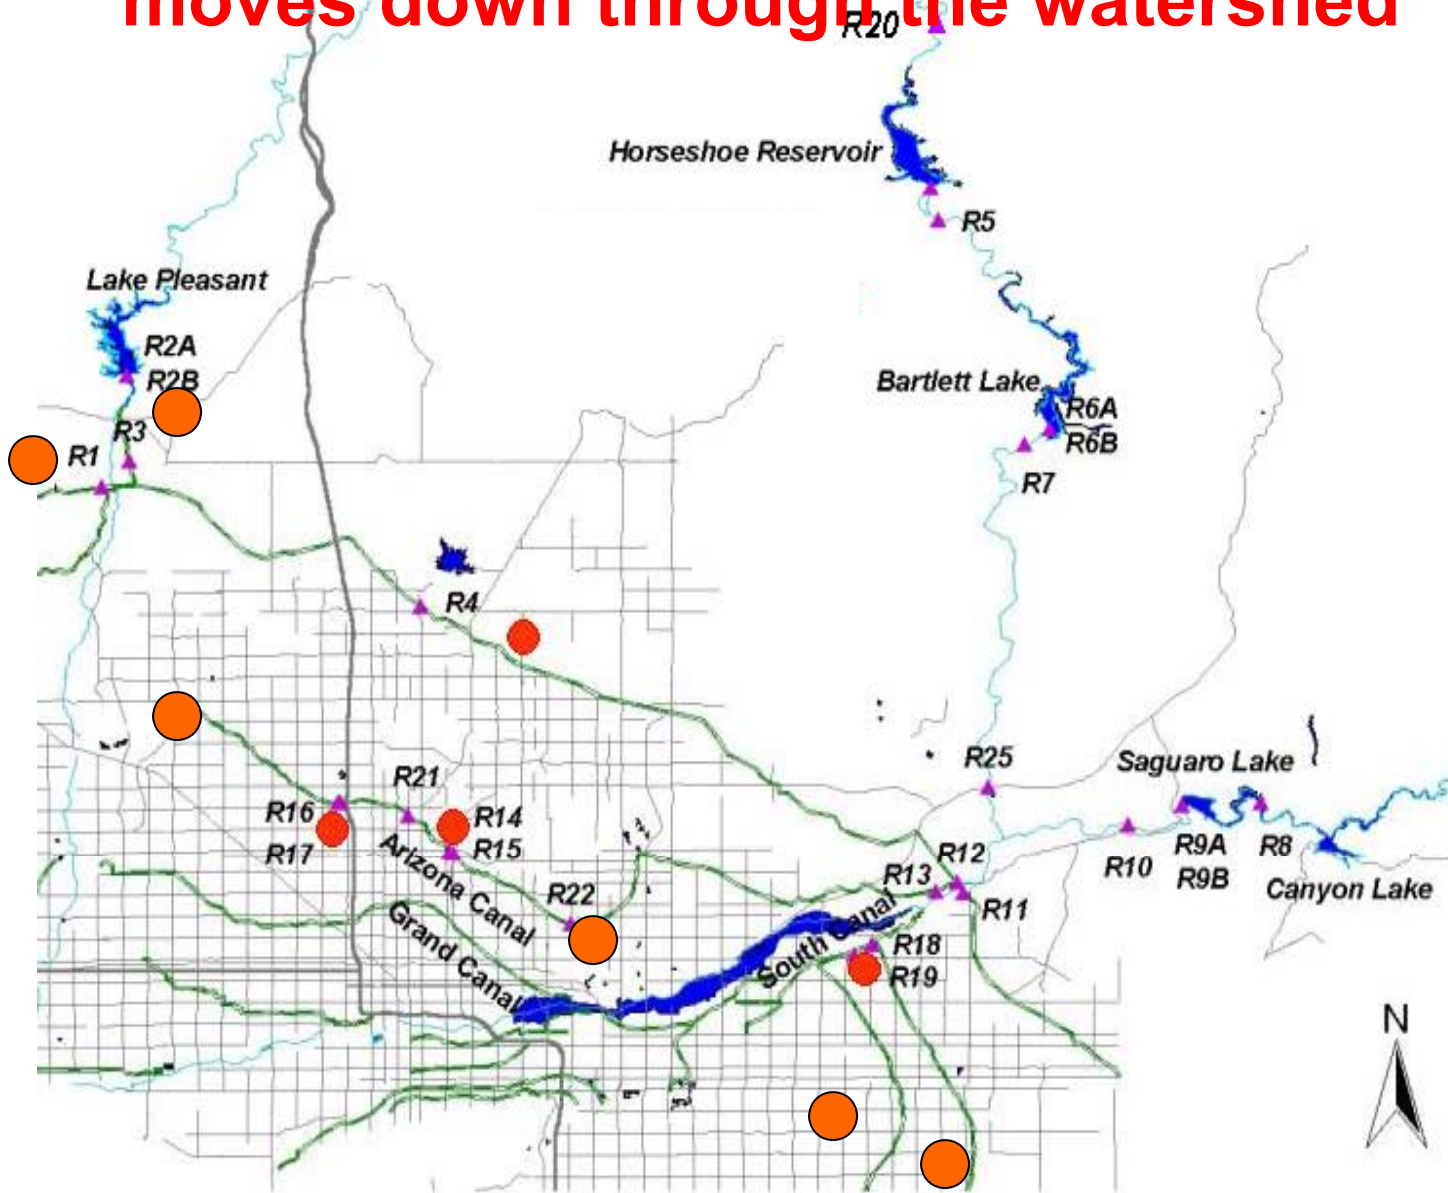 moves down through the watershed
R20
Horseshoe Reservoir
R5
Lake Pleasant
R2A
R2B
Bartlett Lake
R6A
R6B
R3
R1
R7
R4
R25
Saguaro Lake
R21
R16
R14
R17
R15
Arizona Canal
R12
R13
R10
R9A
R8
R9B
Canyon Lake
R22
R11
Grand Canal
South Canal
R18
R19
N